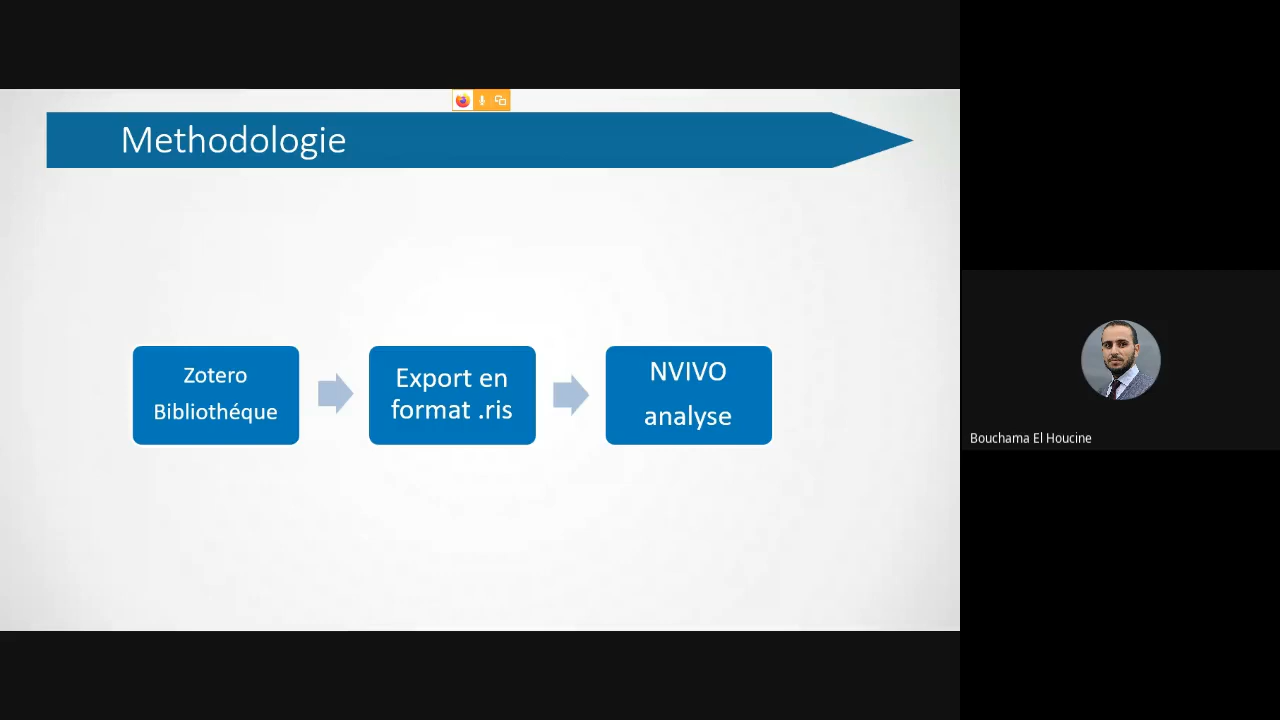 Methodologie
Zotero
Bibliothéque
Export en
format .ris
NVIVO
analyse
Bouchama El Houcine